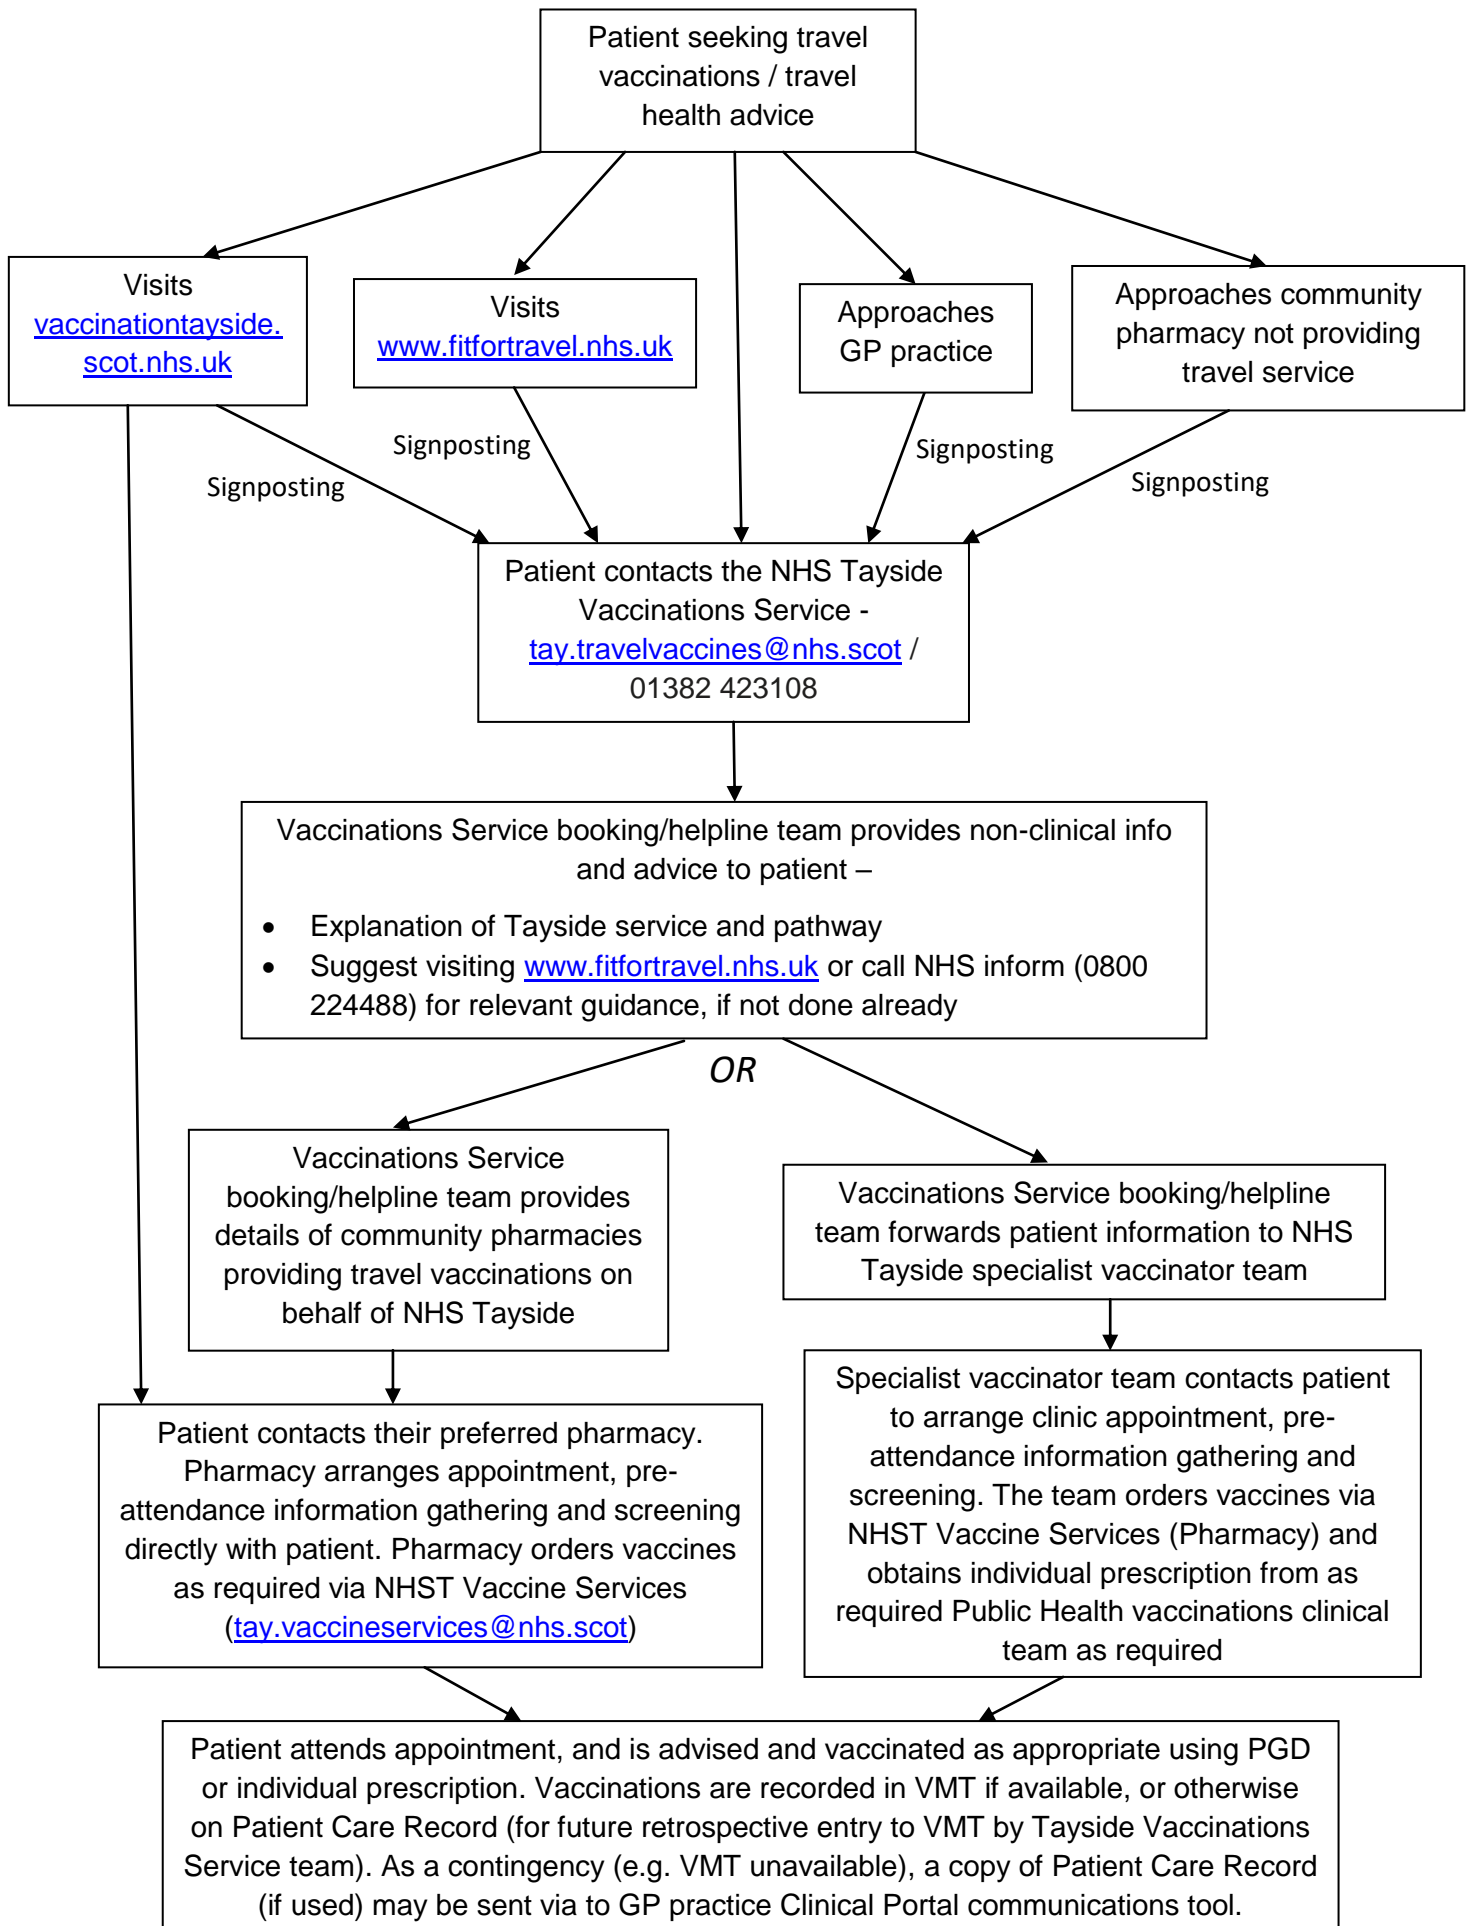 Patient seeking travel
vaccinations / travel
health advice
Visits
vaccinationtayside.
scot.nhs.uk
Visits
www.fitfortravel.nhs.uk
Approaches
GP practice
Approaches community
pharmacy not providing
travel service
Signposting
Signposting
Signposting
Signposting
Patient contacts the NHS Tayside
Vaccinations Service -
tay.travelvaccines@nhs.scot /
01382 423108
Vaccinations Service booking/helpline team provides non-clinical info
and advice to patient –
• Explanation of Tayside service and pathway
• Suggest visiting www.fitfortravel.nhs.uk or call NHS inform (0800
224488) for relevant guidance, if not done already
OR
Vaccinations Service
booking/helpline team provides
details of community pharmacies
providing travel vaccinations on
behalf of NHS Tayside
Vaccinations Service booking/helpline
team forwards patient information to NHS
Tayside specialist vaccinator team
Patient contacts their preferred pharmacy.
Pharmacy arranges appointment, pre-
attendance information gathering and screening
directly with patient. Pharmacy orders vaccines
as required via NHST Vaccine Services
(tay.vaccineservices@nhs.scot)
Specialist vaccinator team contacts patient
to arrange clinic appointment, pre-
attendance information gathering and
screening. The team orders vaccines via
NHST Vaccine Services (Pharmacy) and
obtains individual prescription from as
required Public Health vaccinations clinical
team as required
Patient attends appointment, and is advised and vaccinated as appropriate using PGD
or individual prescription. Vaccinations are recorded in VMT if available, or otherwise
on Patient Care Record (for future retrospective entry to VMT by Tayside Vaccinations
Service team). As a contingency (e.g. VMT unavailable), a copy of Patient Care Record
(if used) may be sent via to GP practice Clinical Portal communications tool.